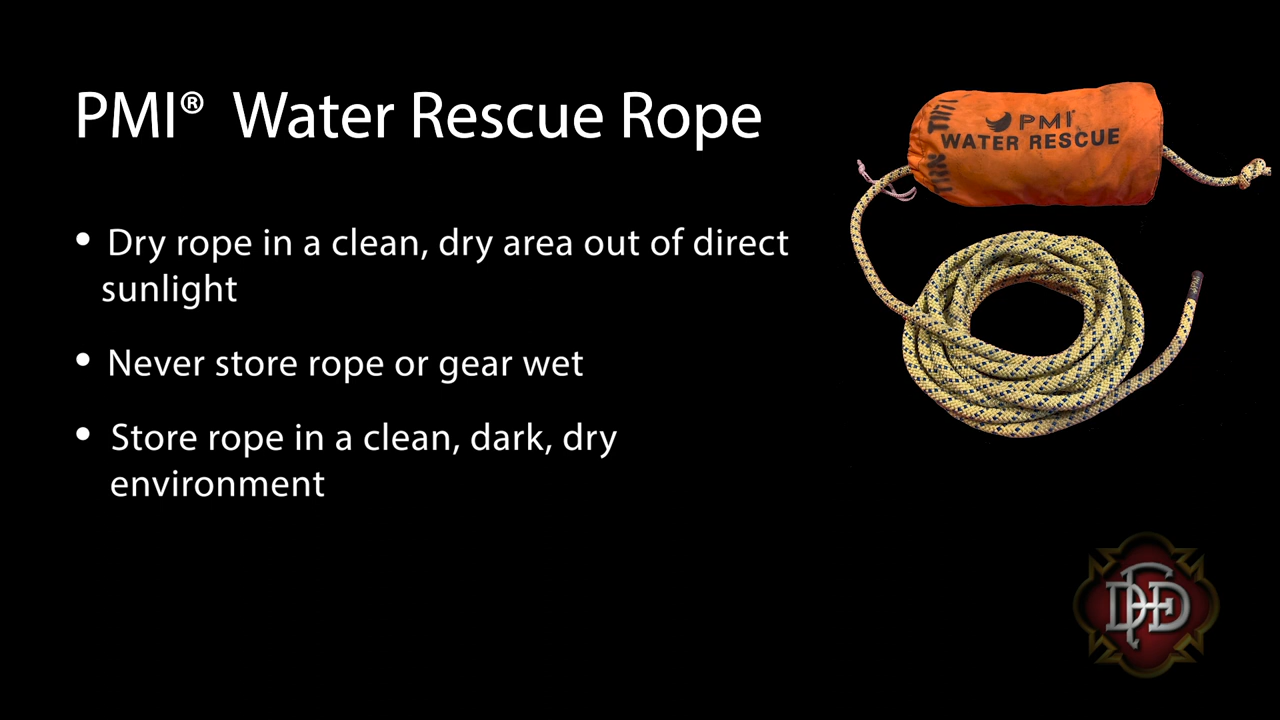 PMI® Water Rescue Rope
• Dry rope in a clean, dry area out of direct
sunlight
• Never store rope or gear wet
• Store rope in a clean, dark, dry
environment
PMI
WATER RESCUE
DFD